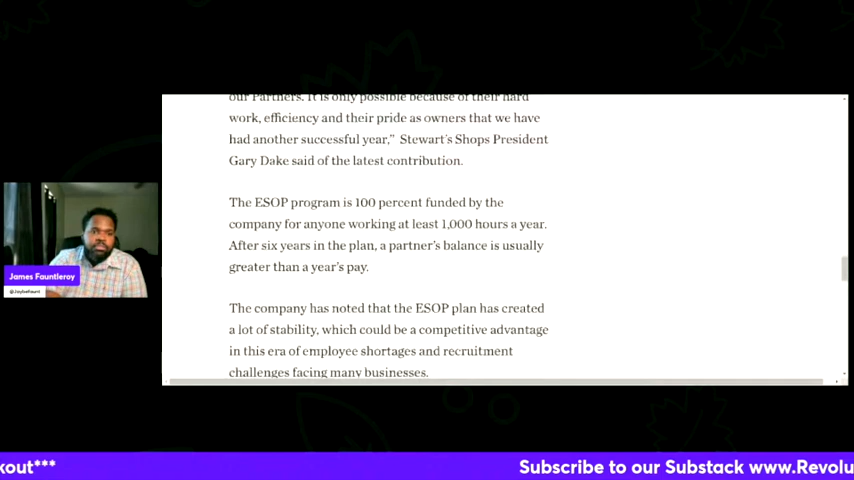 our Partners. It is only possible because of their hard
work, efficiency and their pride as owners that we have
had another successful year,” Stewart’s Shops President
Gary Dake said of the latest contribution.
The ESOP program is 100 percent funded by the
company for anyone working at least 1,000 hours a year.
After six years in the plan, a partner’s balance is usually
greater than a year’s pay.
The company has noted that the ESOP plan has created
a lot of stability, which could be a competitive advantage
in this era of employee shortages and recruitment
challenges facing many businesses.
James Fauntleroy
kout***
Subscribe to our Substack www.Revolu